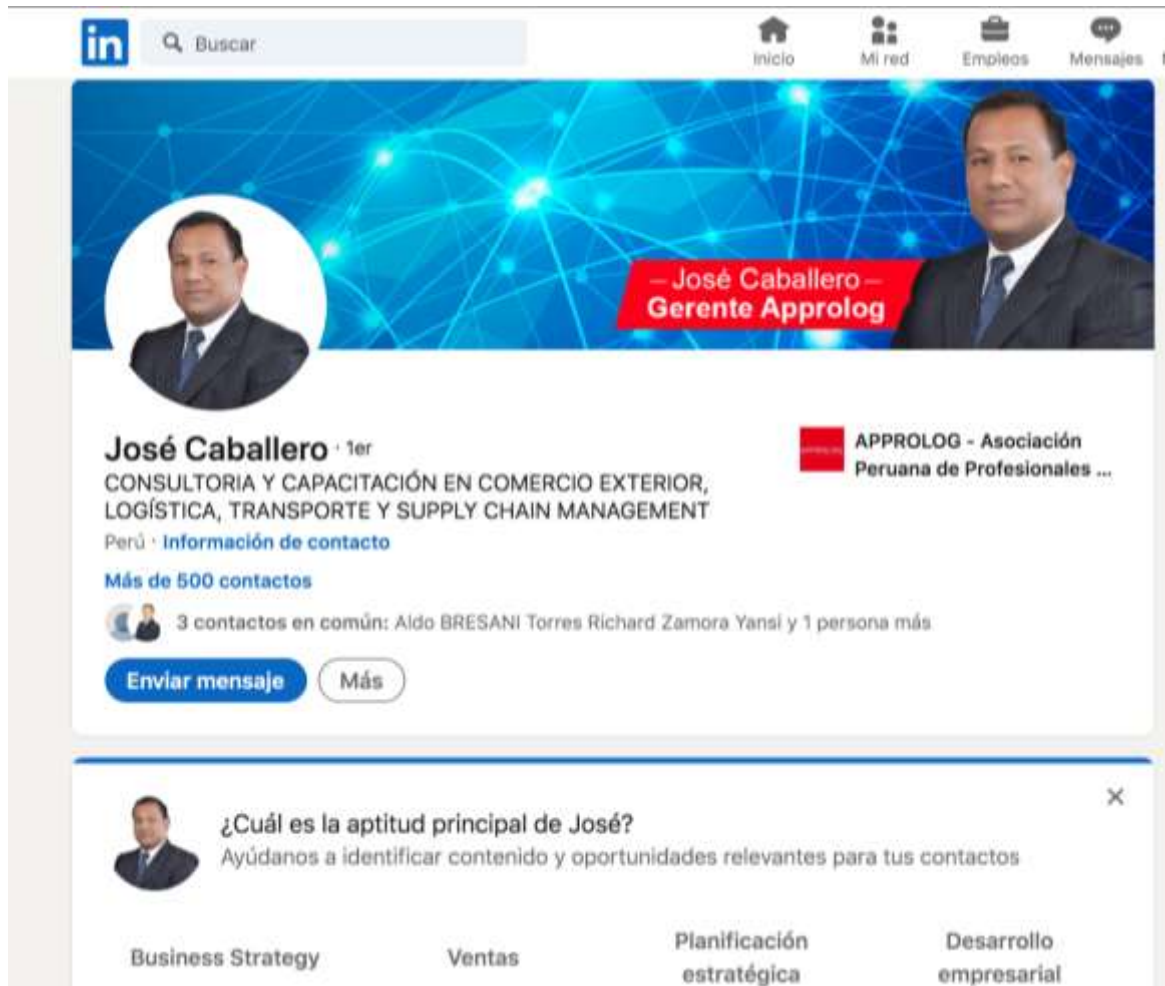 in
Buscar
Inicio
Mi red
Empleos
Mensajes
—José Caballero—
Gerente Approlog
José Caballero · 1er
CONSULTORIA Y CAPACITACIÓN EN COMERCIO EXTERIOR,
LOGÍSTICA, TRANSPORTE Y SUPPLY CHAIN MANAGEMENT
Perú · Información de contacto
Más de 500 contactos
3 contactos en común: Aldo BRESANI Torres Richard Zamora Yansi y 1 persona más
Enviar mensaje
Más
APPROLOG - Asociación
Peruana de Profesionales ...
¿Cuál es la aptitud principal de José?
Ayúdanos a identificar contenido y oportunidades relevantes para tus contactos
Business Strategy
Ventas
Planificación
estratégica
Desarrollo
empresarial